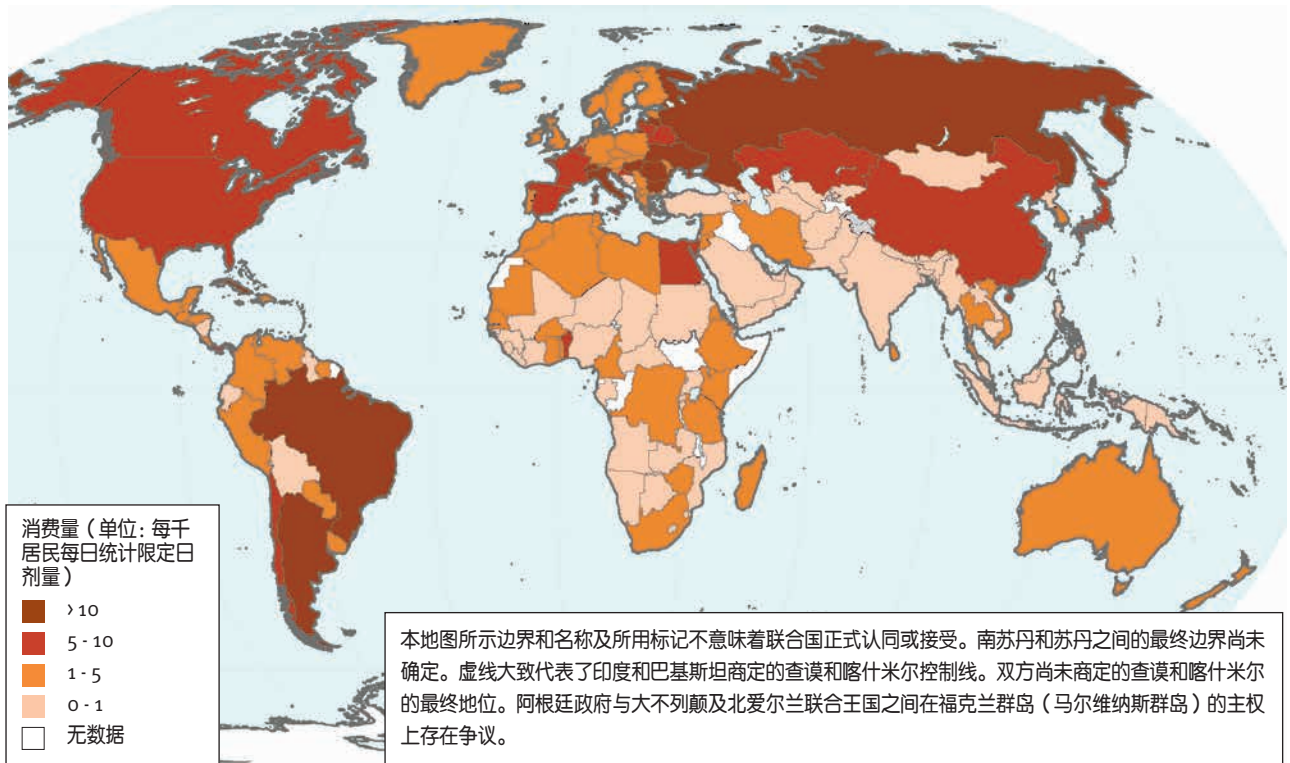 消费量（单位：每千
居民每日统计限定日
剂量）
>10
5 - 10
1 - 5
0 - 1
无数据
本地图所示边界和名称及所用标记不意味着联合国正式认同或接受。南苏丹和苏丹之间的最终边界尚未
确定。虚线大致代表了印度和巴基斯坦商定的查谟和喀什米尔控制线。双方尚未商定的查谟和喀什米尔
的最终地位。阿根廷政府与大不列颠及北爱尔兰联合王国之间在福克兰群岛（马尔维纳斯群岛）的主权
上存在争议。